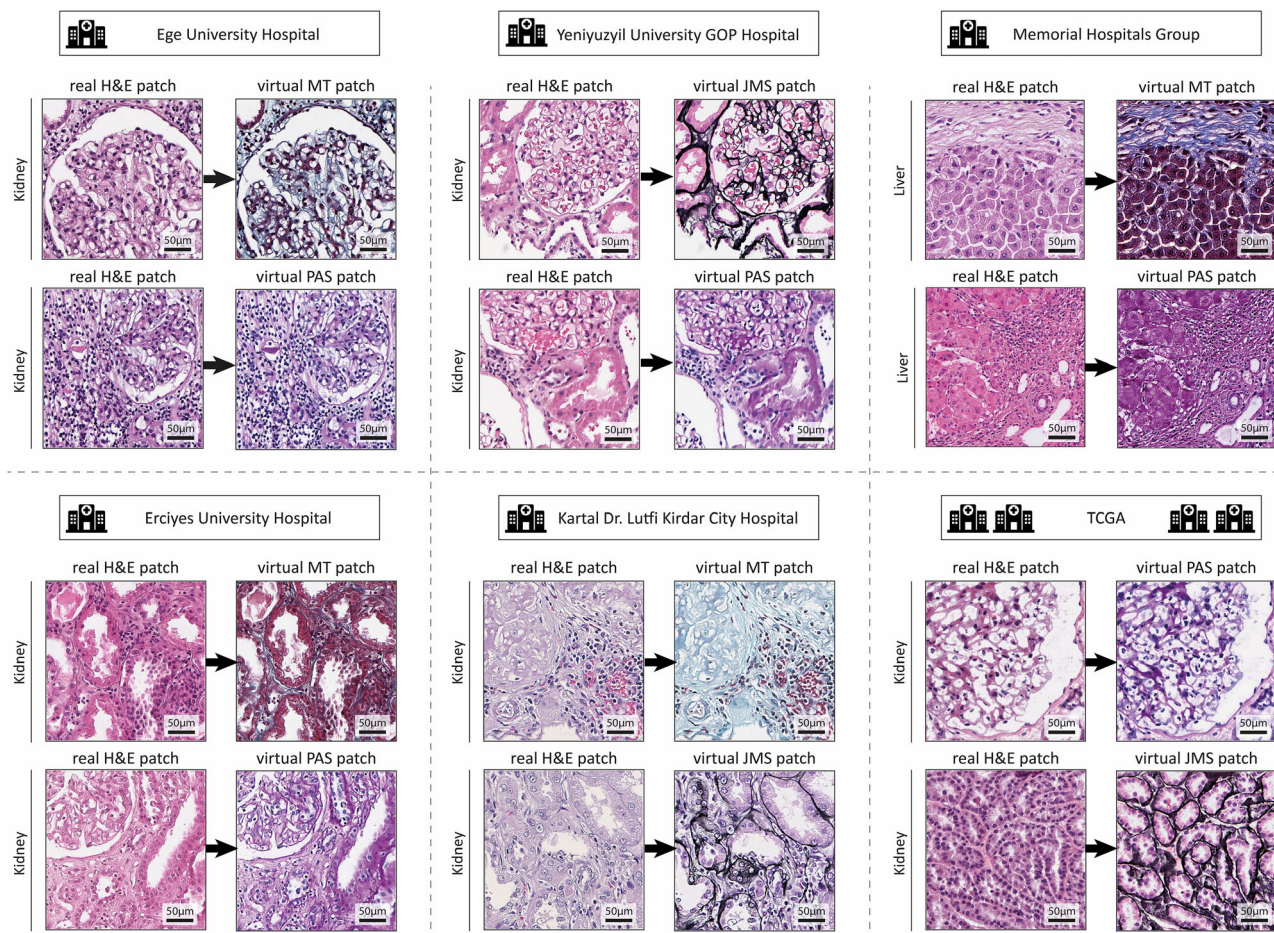 Ege University Hospital
Yeniyuzyil University GOP Hospital
Memorial Hospitals Group
real H&E patch
virtual MT patch
real H&E patch
virtual JMS patch
real H&E patch
virtual MT patch
Kidney
50μm
50μm
Kidney
50μm
50μm
Liver
50μm
50μm
real H&E patch
virtual PAS patch
real H&E patch
virtual PAS patch
real H&E patch
virtual PAS patch
Kidney
50μm
50μm
Kidney
50μm
50μm
Liver
50μm
50μm
Erciyes University Hospital
Kartal Dr. Lutfi Kirdar City Hospital
TCGA
real H&E patch
virtual MT patch
real H&E patch
virtual MT patch
real H&E patch
virtual PAS patch
Kidney
50μm
50μm
Kidney
50μm
50μm
Kidney
50μm
50μm
real H&E patch
virtual PAS patch
real H&E patch
virtual JMS patch
real H&E patch
virtual JMS patch
Kidney
50μm
50μm
Kidney
50μm
50μm
Kidney
50μm
50μm